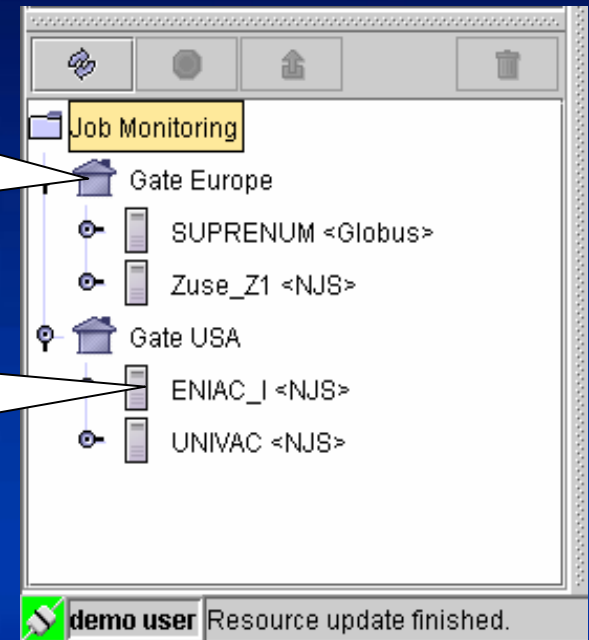 Job Monitoring
Gate Europe
SUPRENUM <Globus>
Zuse_Z1 <NJS>
Gate USA
ENIAC_I <NJS>
UNIVAC <NJS>
demo user Resource update finished.